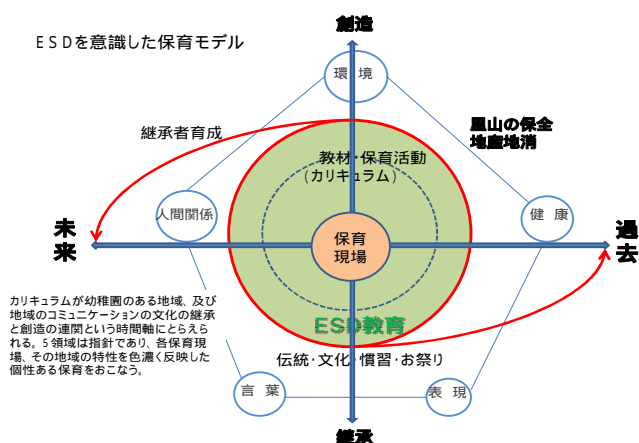 ESDを意識した保育モデル
創造
環 境
継承者育成
里山の保全
地産地消
教材・保育活動
(カリキュラム)
人間関係
健 康
未来
保育
現場
過去
ESD教育
カリキュラムが幼稚園のある地域、及び
地域のコミュニケーションの文化の継承
と創造の連関という時間軸にとらえら
れる。5領域は指針であり、各保育現
場、その地域の特性を色濃く反映した
個性ある保育をおこなう。
伝統・文化・慣習・お祭り
言 葉
表 現
継承